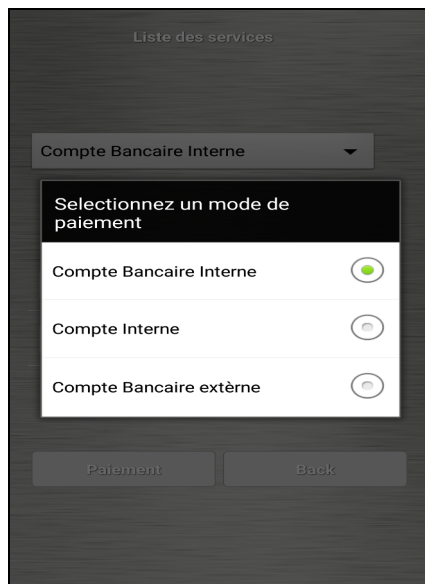 Liste des services
Compte Bancaire Interne
Selectionnez un mode de
paiement
Compte Bancaire Interne
Compte Interne
Compte Bancaire extèrne
Paiement
Back